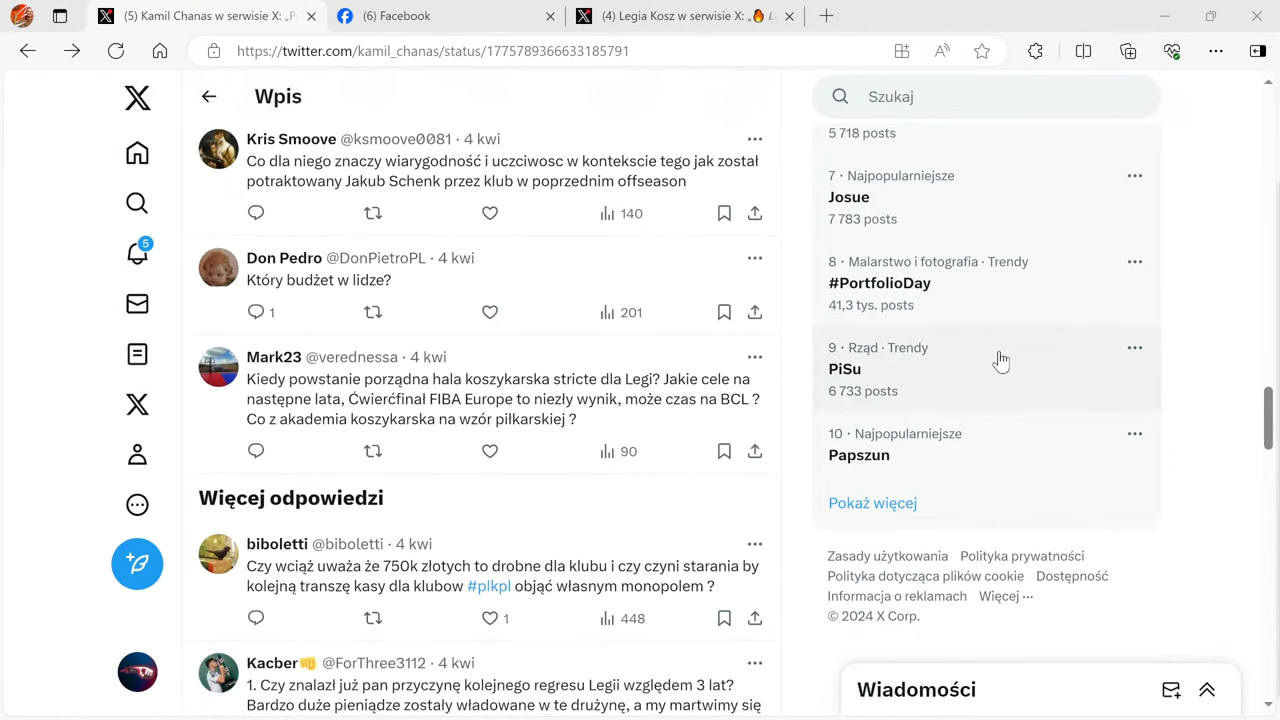 (5) Kamil Chanas w serwisie X: „P
(6) Facebook
(4) Legia Kosz w serwisie X: „🔥 L
https://twitter.com/kamil_chanas/status/1775789366633185791
Wpis
Kris Smoove @ksmoove0081 · 4 kwi
Co dla niego znaczy wiarygodność i uczciwosc w kontekscie tego jak został
potraktowany Jakub Schenk przez klub w poprzednim offseason
140
Don Pedro @DonPietroPL · 4 kwi
Który budżet w lidze?
1
201
Mark23 @verednessa · 4 kwi
Kiedy powstanie porządna hala koszykarska stricte dla Legi? Jakie cele na
następne lata, Ćwierćfinał FIBA Europe to niezly wynik, może czas na BCL ?
Co z akademia koszykarska na wzór piłkarskiej ?
90
Więcej odpowiedzi
biboletti @biboletti · 4 kwi
Czy wciąż uważa że 750k złotych to drobne dla klubu i czy czyni starania by
kolejną transzę kasy dla klubow #plkpl objąć własnym monopolem ?
1
448
Kacber👊 @ForThree3112 · 4 kwi
1. Czy znalazł już pan przyczynę kolejnego regresu Legii względem 3 lat?
Bardzo duże pieniądze zostały władowane w te drużynę, a my martwimy się
5
Szukaj
5 718 posts
7 · Najpopularniejsze
Josue
7 783 posts
8 · Malarstwo i fotografia · Trendy
#PortfolioDay
41,3 tys. posts
9 · Rząd · Trendy
PiSu
6 733 posts
10 · Najpopularniejsze
Papszun
Pokaż więcej
Zasady użytkowania Polityka prywatności
Polityka dotycząca plików cookie Dostępność
Informacja o reklamach Więcej ···
© 2024 X Corp.
Wiadomości